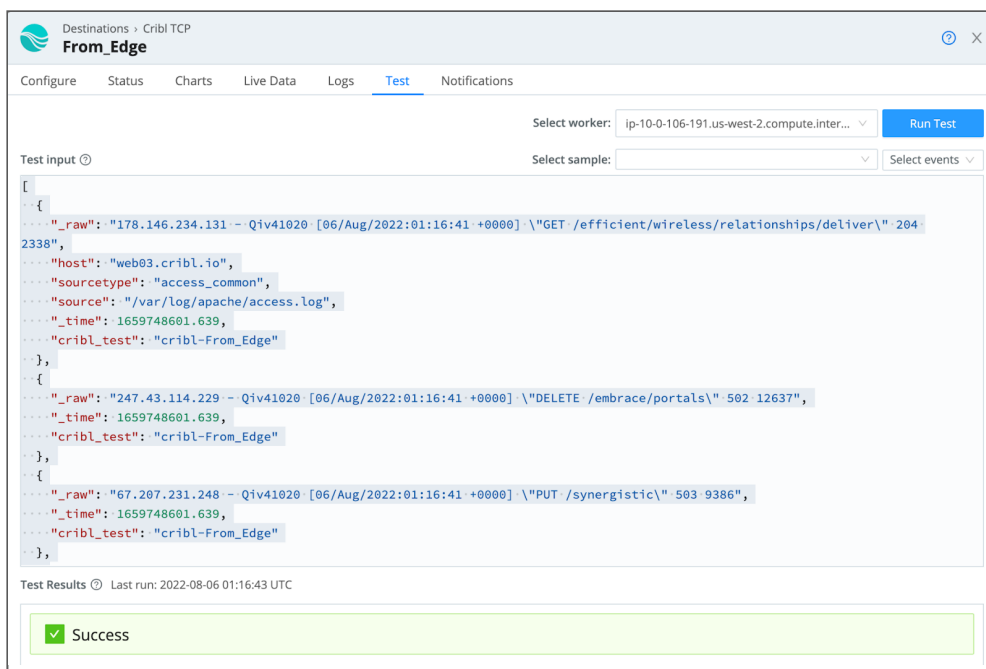 Destinations › Cribl TCP
From_Edge
Configure Status Charts Live Data Logs Test Notifications
Select worker: ip-10-0-106-191.us-west-2.compute.inter... Run Test
Test input Select sample: Select events
[
{
"_raw": "178.146.234.131 - Qiv41020 [06/Aug/2022:01:16:41 +0000] \"GET /efficient/wireless/relationships/deliver\" 204
2338",
"host": "web03.cribl.io",
"sourcetype": "access_common",
"source": "/var/log/apache/access.log",
"_time": 1659748601.639,
"cribl_test": "cribl-From_Edge"
},
{
"_raw": "247.43.114.229 - Qiv41020 [06/Aug/2022:01:16:41 +0000] \"DELETE /embrace/portals\" 502 12637",
"_time": 1659748601.639,
"cribl_test": "cribl-From_Edge"
},
{
"_raw": "67.207.231.248 - Qiv41020 [06/Aug/2022:01:16:41 +0000] \"PUT /synergistic\" 503 9386",
"_time": 1659748601.639,
"cribl_test": "cribl-From_Edge"
},
Test Results Last run: 2022-08-06 01:16:43 UTC
Success